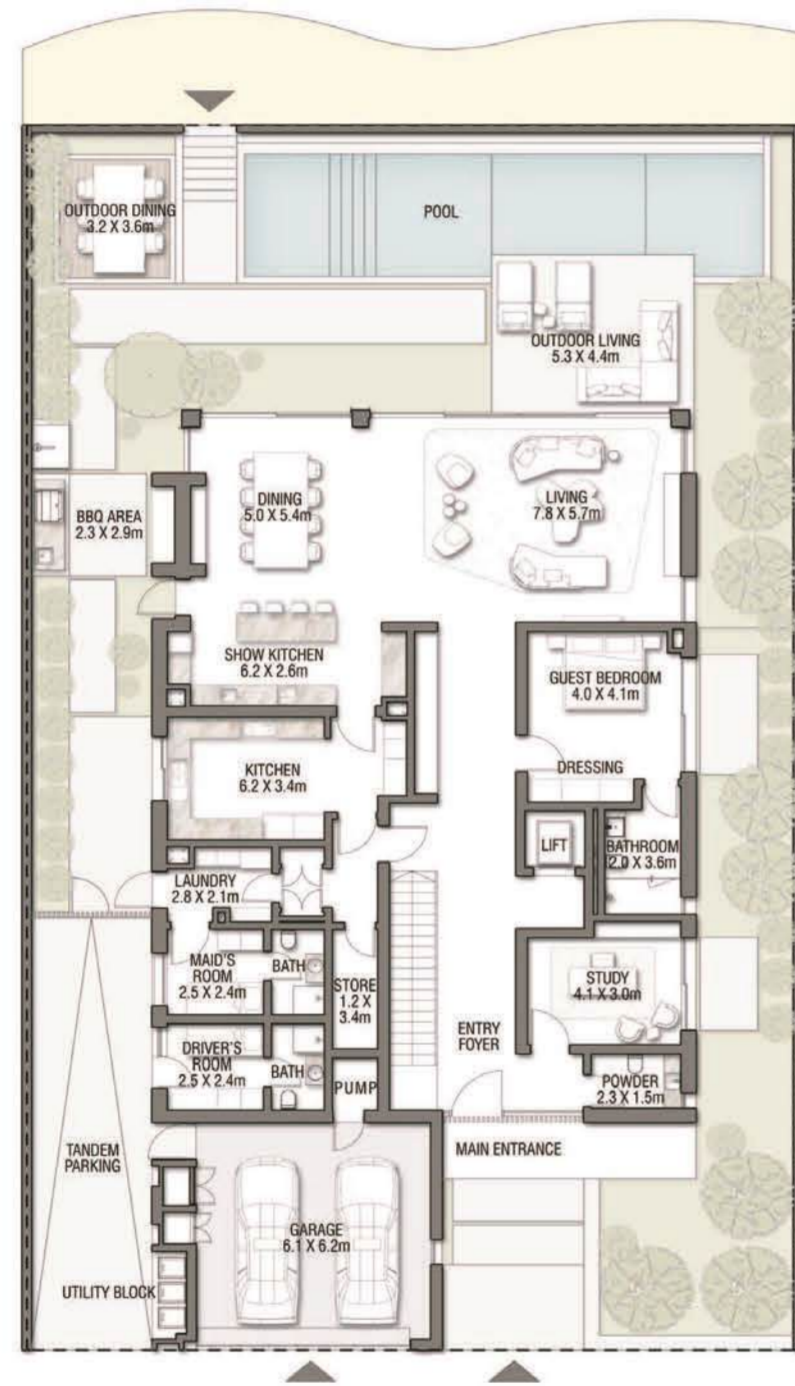 POOL
OUTDOOR DINING
3.2 X 3.6m
OUTDOOR LIVING
5.3 X 4.4m
DINING
5.0 X 5.4m
LIVING
7.8 X 5.7m
BBQ AREA
2.3 X 2.9m
SHOW KITCHEN
6.2 X 2.6m
GUEST BEDROOM
4.0 X 4.1m
DRESSING
KITCHEN
6.2 X 3.4m
LIFT
BATHROOM
2.0 X 3.6m
LAUNDRY
2.8 X 2.1m
MAID'S
ROOM
2.5 X 2.4m
BATH
STORE
1.2 X
3.4m
STUDY
4.1 X 3.0m
ENTRY
FOYER
DRIVER'S
ROOM
2.5 X 2.4m
BATH
PUMP
POWDER
2.3 X 1.5m
TANDEM
PARKING
MAIN ENTRANCE
GARAGE
6.1 X 6.2m
UTILITY BLOCK